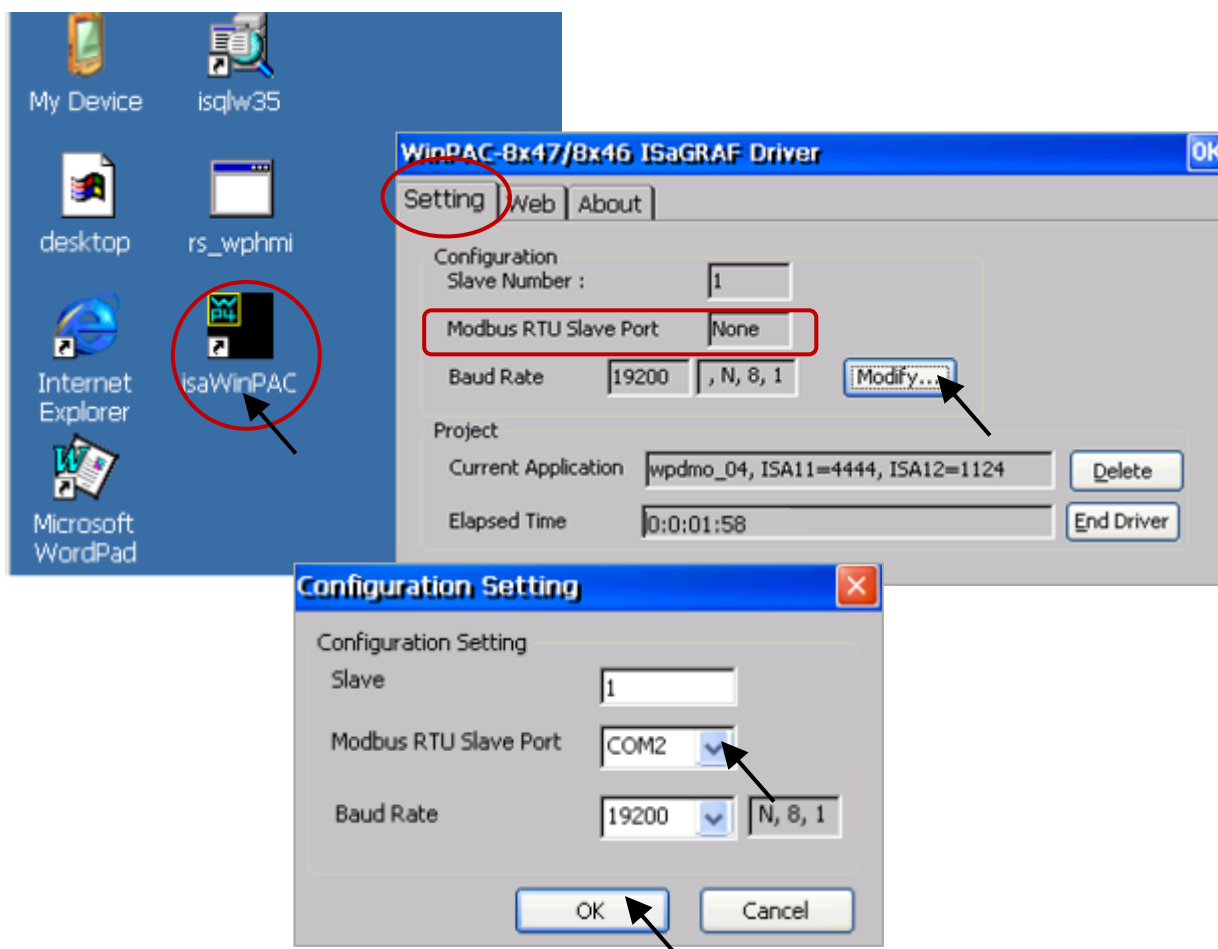 My Device
isqlw35
desktop
rs_wphmi
Internet
Explorer
isaWinPAC
Microsoft
WordPad
WinPAC-8x47/8x46 ISaGRAF Driver
OK
Setting
Web
About
Configuration
Slave Number :
1
Modbus RTU Slave Port
None
Baud Rate
19200
, N, 8, 1
Modify...
Project
Current Application
wpdmo_04, ISA11=4444, ISA12=1124
Delete
Elapsed Time
0:0:01:58
End Driver
Configuration Setting
Configuration Setting
Slave
1
Modbus RTU Slave Port
COM2
Baud Rate
19200
N, 8, 1
OK
Cancel